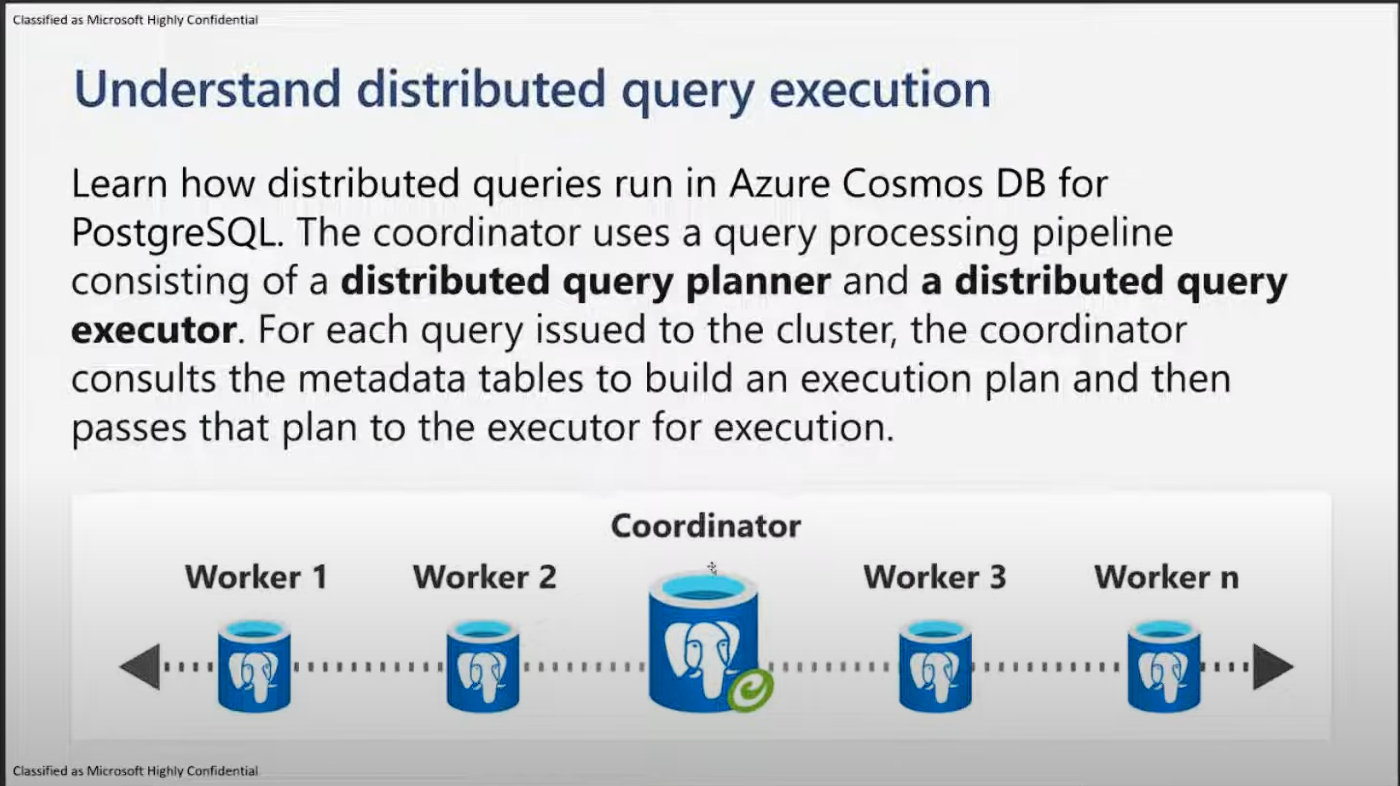 Classified as Microsoft Highly Confidential
Understand distributed query execution
Learn how distributed queries run in Azure Cosmos DB for
PostgreSQL. The coordinator uses a query processing pipeline
consisting of a distributed query planner and a distributed query
executor. For each query issued to the cluster, the coordinator
consults the metadata tables to build an execution plan and then
passes that plan to the executor for execution.
Coordinator
Worker 1 Worker 2 Worker 3 Worker n
Classified as Microsoft Highly Confidential